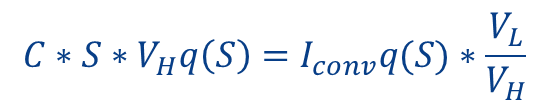 C * S * V_H q(S) = I_conv q(S) * V_L / V_H